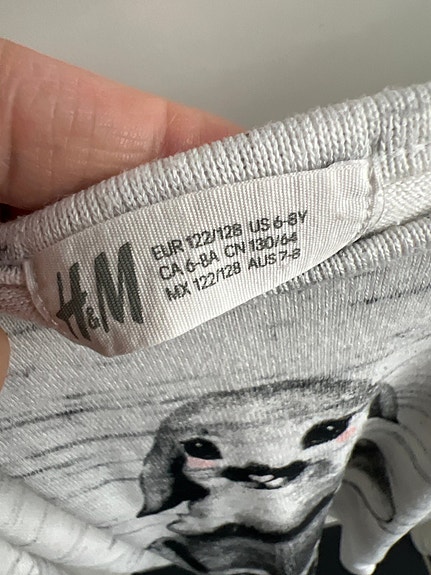 H&M
EUR 122/128 US 6-8Y
CA 6-8A CN 130/64
MX 122/128 AUS 7-8